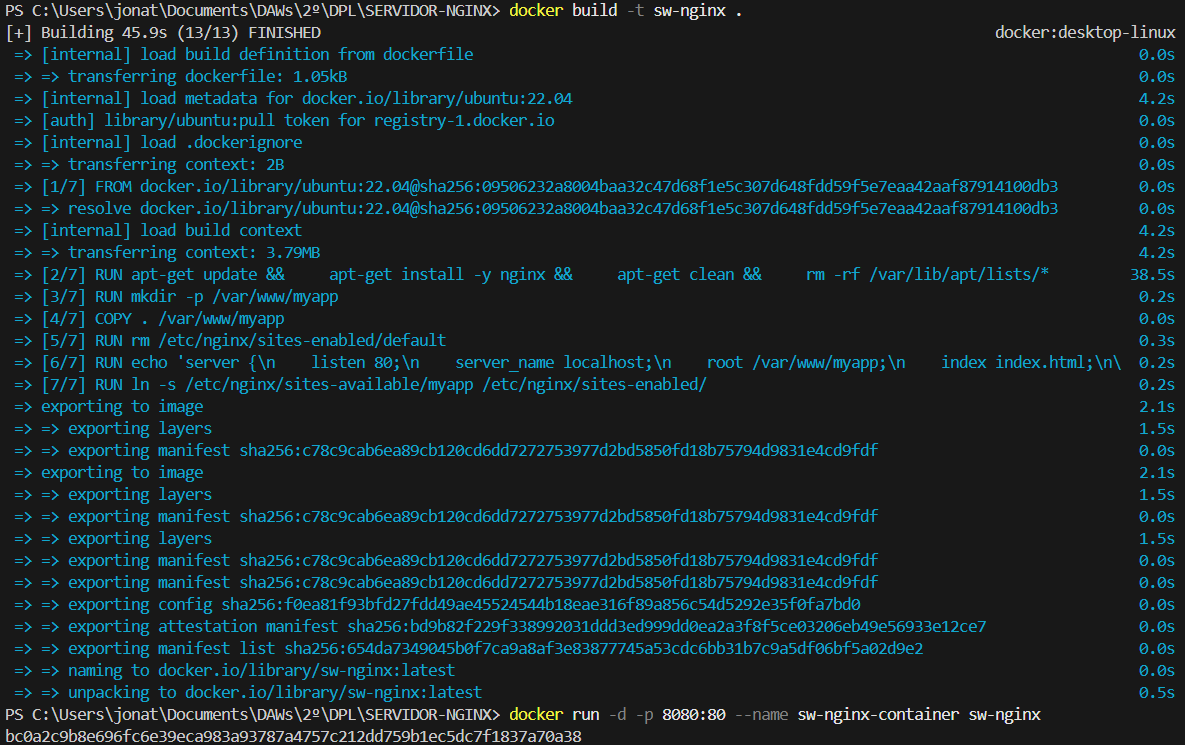 PS C:\Users\jonat\Documents\DAWs\2º\DPL\SERVIDOR-NGINX> docker build -t sw-nginx .
[+] Building 45.9s (13/13) FINISHED docker:desktop-linux
=> [internal] load build definition from dockerfile 0.0s
=> => transferring dockerfile: 1.05kB 0.0s
=> [internal] load metadata for docker.io/library/ubuntu:22.04 4.2s
=> [auth] library/ubuntu:pull token for registry-1.docker.io 0.0s
=> [internal] load .dockerignore 0.0s
=> => transferring context: 2B 0.0s
=> [1/7] FROM docker.io/library/ubuntu:22.04@sha256:09506232a8004baa32c47d68f1e5c307d648fdd59f5e7eaa42aaf87914100db3 0.0s
=> => resolve docker.io/library/ubuntu:22.04@sha256:09506232a8004baa32c47d68f1e5c307d648fdd59f5e7eaa42aaf87914100db3 0.0s
=> [internal] load build context 4.2s
=> => transferring context: 3.79MB 4.2s
=> [2/7] RUN apt-get update &&     apt-get install -y nginx &&     apt-get clean &&     rm -rf /var/lib/apt/lists/* 38.5s
=> [3/7] RUN mkdir -p /var/www/myapp 0.2s
=> [4/7] COPY . /var/www/myapp 0.0s
=> [5/7] RUN rm /etc/nginx/sites-enabled/default 0.3s
=> [6/7] RUN echo 'server {\n    listen 80;\n    server_name localhost;\n    root /var/www/myapp;\n    index index.html;\n\ 0.2s
=> [7/7] RUN ln -s /etc/nginx/sites-available/myapp /etc/nginx/sites-enabled/ 0.2s
=> exporting to image 2.1s
=> => exporting layers 1.5s
=> => exporting manifest sha256:c78c9cab6ea89cb120cd6dd7272753977d2bd5850fd18b75794d9831e4cd9fdf 0.0s
=> exporting to image 2.1s
=> => exporting layers 1.5s
=> => exporting manifest sha256:c78c9cab6ea89cb120cd6dd7272753977d2bd5850fd18b75794d9831e4cd9fdf 0.0s
=> => exporting layers 1.5s
=> => exporting manifest sha256:c78c9cab6ea89cb120cd6dd7272753977d2bd5850fd18b75794d9831e4cd9fdf 0.0s
=> => exporting manifest sha256:c78c9cab6ea89cb120cd6dd7272753977d2bd5850fd18b75794d9831e4cd9fdf 0.0s
=> => exporting config sha256:f0ea81f93bfd27fdd49ae45524544b18eae316f89a856c54d5292e35f0fa7bd0 0.0s
=> => exporting attestation manifest sha256:bd9b82f229f338992031ddd3ed999dd0ea2a3f8f5ce03206eb49e56933e12ce7 0.0s
=> => exporting manifest list sha256:654da7349045b0f7ca9a8af3e83877745a53cdc6bb31b7c9a5df06bf5a02d9e2 0.0s
=> => naming to docker.io/library/sw-nginx:latest 0.0s
=> => unpacking to docker.io/library/sw-nginx:latest 0.5s
PS C:\Users\jonat\Documents\DAWs\2º\DPL\SERVIDOR-NGINX> docker run -d -p 8080:80 --name sw-nginx-container sw-nginx
bc0a2c9b8e696fc6e39eca983a93787a4757c212dd759b1ec5dc7f1837a70a38